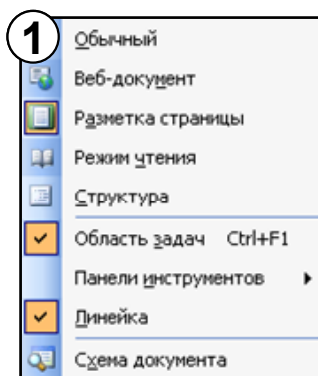 1
Обычный
Веб-документ
Разметка страницы
Режим чтения
Структура
Область задач Ctrl+F1
Панели инструментов
Линейка
Схема документа